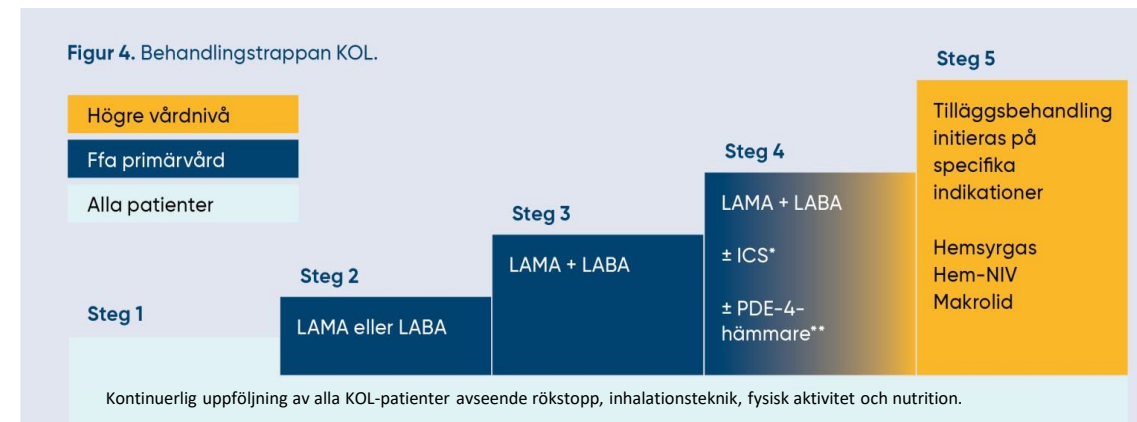 Figur 4. Behandlingstrappan KOL.
Högre vårdnivå
Ffa primärvård
Alla patienter
Steg 1
Steg 2
LAMA eller LABA
Steg 3
LAMA + LABA
Steg 4
LAMA + LABA
± ICS*
± PDE-4-
hämmare**
Steg 5
Tilläggsbehandling
initieras på
specifika
indikationer
Hemsyrgas
Hem-NIV
Makrolid
Kontinuerlig uppföljning av alla KOL-patienter avseende rökstopp, inhalationsteknik, fysisk aktivitet och nutrition.